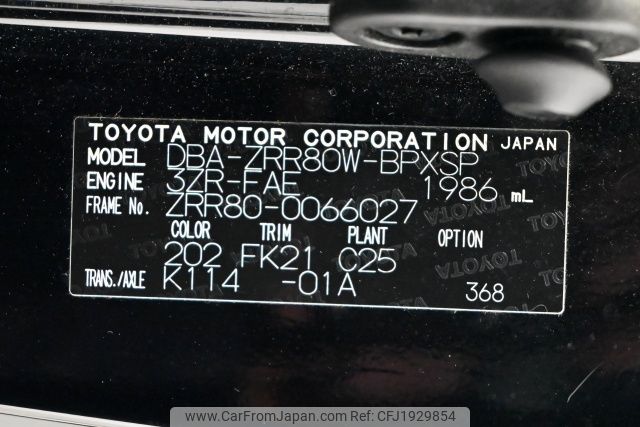 TOYOTA MOTOR CORPORATION JAPAN
MODEL DBA-ZRR80W-BPXSP
ENGINE 3ZR-FAE 1986 mL
FRAME No. ZRR80-0066027
COLOR TRIM PLANT OPTION
202 FK21 C25
TRANS./AXLE K114 -01A 368
www.CarFromJapan.com Ref-CFJ1929854